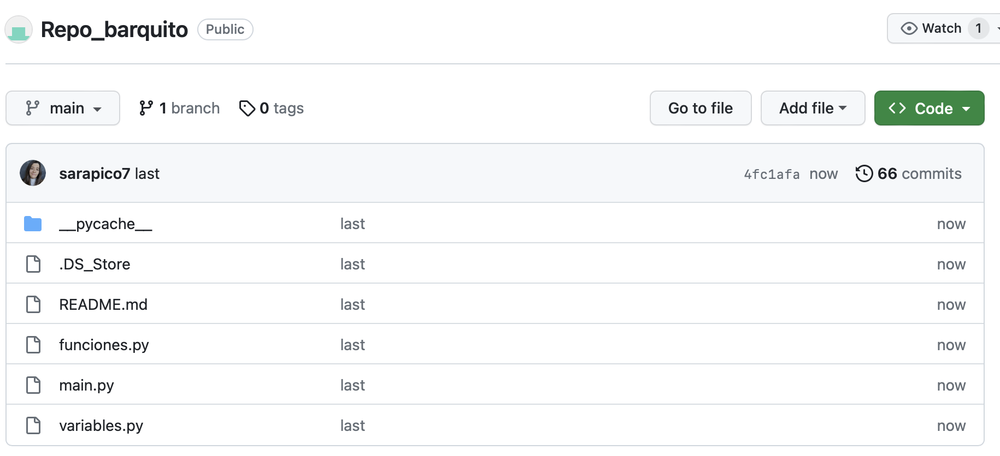 Repo_barquito Public Watch 1
main 1 branch 0 tags Go to file Add file Code
sarapico7 last 4fc1afa now 66 commits
__pycache__ last now
.DS_Store last now
README.md last now
funciones.py last now
main.py last now
variables.py last now